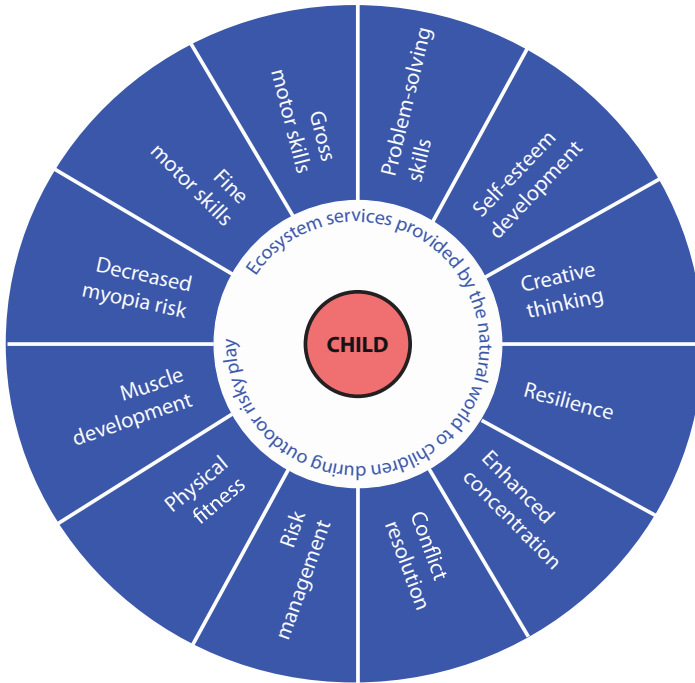 CHILD
Ecosystem services provided by the natural world to children during outdoor risky play
Problem-solving
skills
Self-esteem
development
Creative
thinking
Resilience
Enhanced
concentration
Conflict
resolution
Risk
management
Physical
fitness
Muscle
development
Decreased
myopia risk
Fine
motor skills
Gross
motor skills